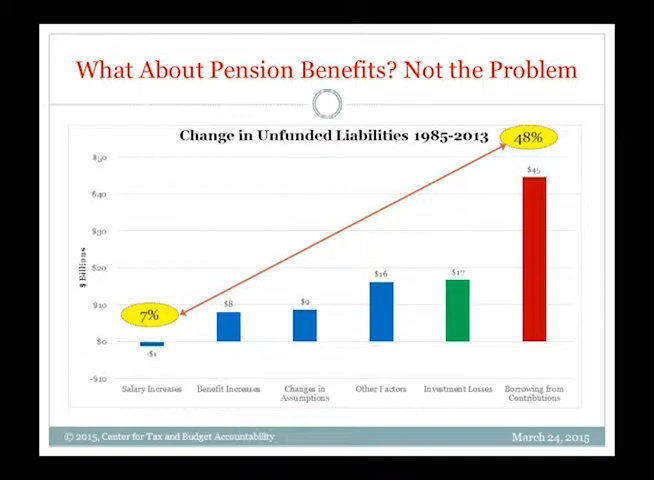 What About Pension Benefits? Not the Problem
Change in Unfunded Liabilities 1985-2013
48%
$50
$40
$30
$20
$10
$0
-$10
$ Billions
7%
-$1
$8
$9
$16
$17
$45
Salary Increases
Benefit Increases
Changes in
Assumptions
Other Factors
Investment Losses
Borrowing from
Contributions
© 2015, Center for Tax and Budget Accountability
March 24, 2015